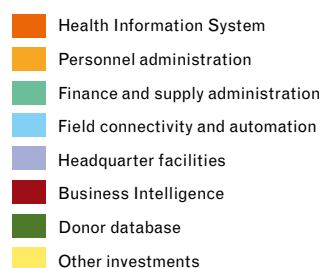 Health Information System
Personnel administration
Finance and supply administration
Field connectivity and automation
Headquarter facilities
Business Intelligence
Donor database
Other investments